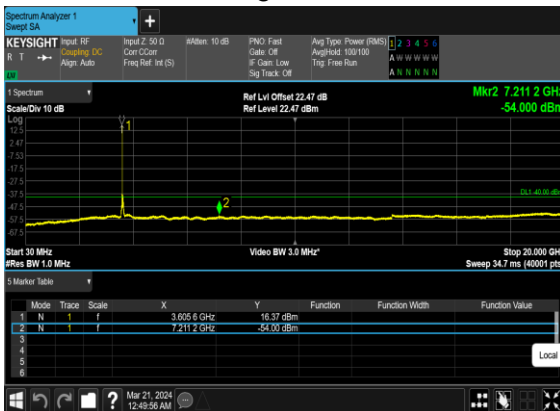 Spectrum Analyzer 1
Swept SA
KEYSIGHT Input: RF Input Z: 50 Ω #Atten: 10 dB PNO: Fast Avg Type: Power (RMS) 1 2 3 4 5 6
R T Coupling: DC Corr CCorr Gate: Off Avg|Hold: 100/100 A W W W W W
Align: Auto Freq Ref: Int (S) IF Gain: Low Trig: Free Run
LV Sig Track: Off A N N N N N
1 Spectrum Ref Lvl Offset 22.47 dB Mkr2 7.211 2 GHz
Scale/Div 10 dB Ref Level 22.47 dBm -54.000 dBm
Log
12.5
2.47
-7.53
-17.5
-27.5
-37.5
-47.5
-57.5
-67.5
1
2
DL1 -40.00 dBm
Start 30 MHz Video BW 3.0 MHz* Stop 20.000 GH
#Res BW 1.0 MHz Sweep 34.7 ms (40001 pts
5 Marker Table
Mode Trace Scale X Y Function Function Width Function Value
1 N 1 f 3.605 6 GHz 16.37 dBm
2 N 1 f 7.211 2 GHz -54.00 dBm
3
4
5
6
Local
? Mar 21, 2024
12:49:56 AM